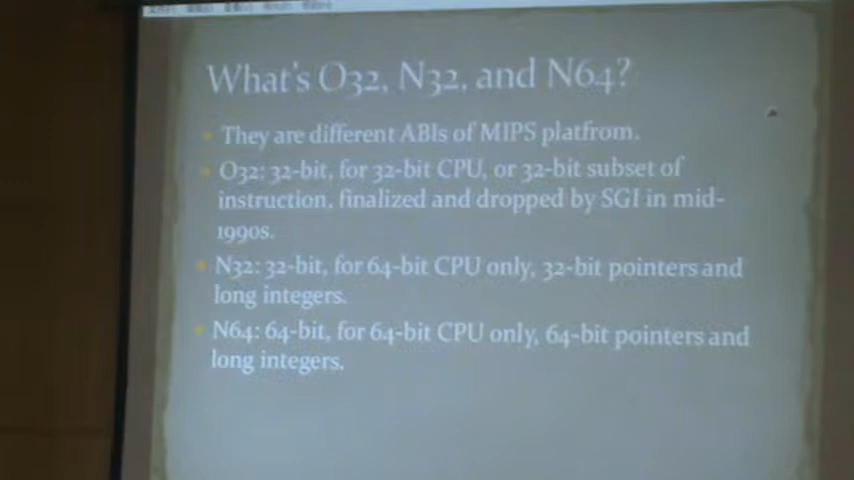 What's O32, N32, and N64?
They are different ABIs of MIPS platfrom.
O32: 32-bit, for 32-bit CPU, or 32-bit subset of
instruction, finalized and dropped by SGI in mid-
1990s.
N32: 32-bit, for 64-bit CPU only, 32-bit pointers and
long integers.
N64: 64-bit, for 64-bit CPU only, 64-bit pointers and
long integers.